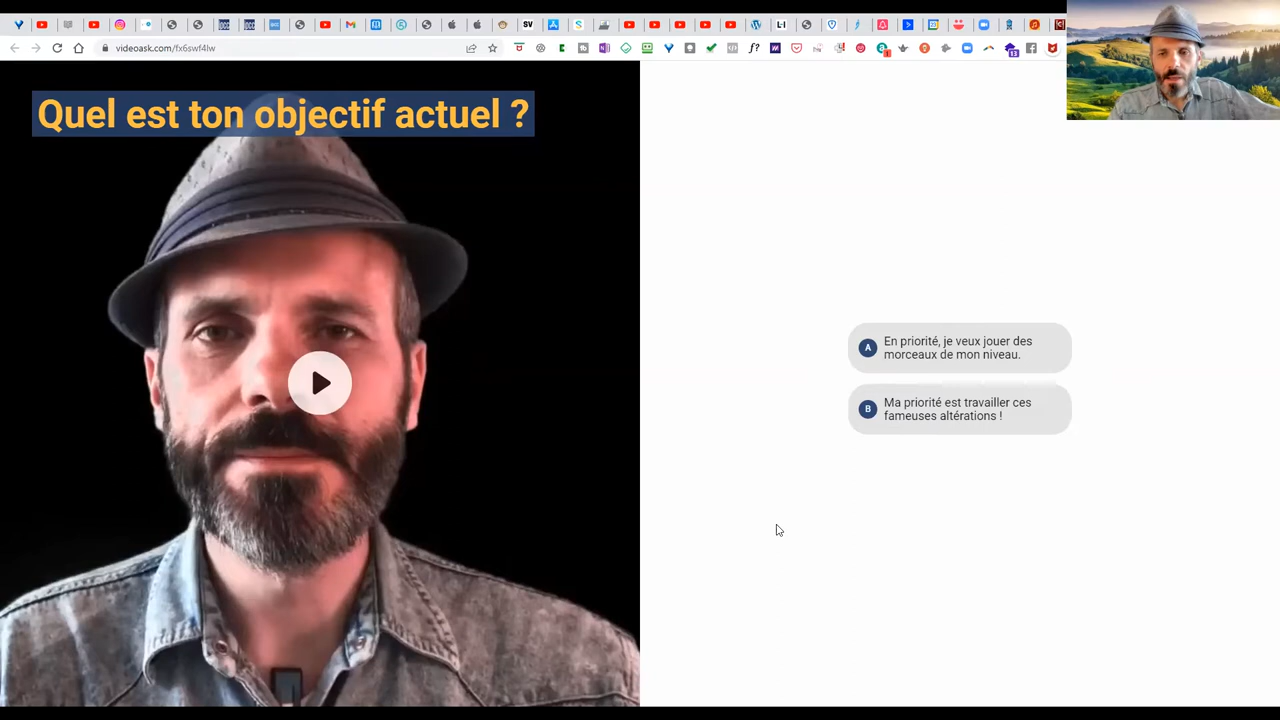 videoask.com/fx6swf4lw
Quel est ton objectif actuel ?
A
En priorité, je veux jouer des
morceaux de mon niveau.
B
Ma priorité est travailler ces
fameuses altérations !